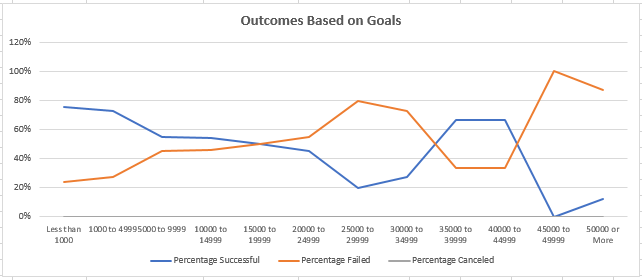 Outcomes Based on Goals
120%
100%
80%
60%
40%
20%
0%
Less than 1000 to 4999 5000 to 9999 10000 to 15000 to 20000 to 25000 to 30000 to 35000 to 40000 to 45000 to 50000 or
1000 14999 19999 24999 29999 34999 39999 44999 49999 More
Percentage Successful Percentage Failed Percentage Canceled